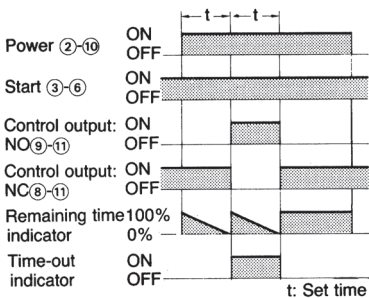 t t
Power ②-⑩ ON
OFF
Start ③-⑥ ON
OFF
Control output: ON
NO⑨-⑪ OFF
Control output: ON
NC⑧-⑪ OFF
Remaining time 100%
indicator 0%
Time-out ON
indicator OFF
t: Set time